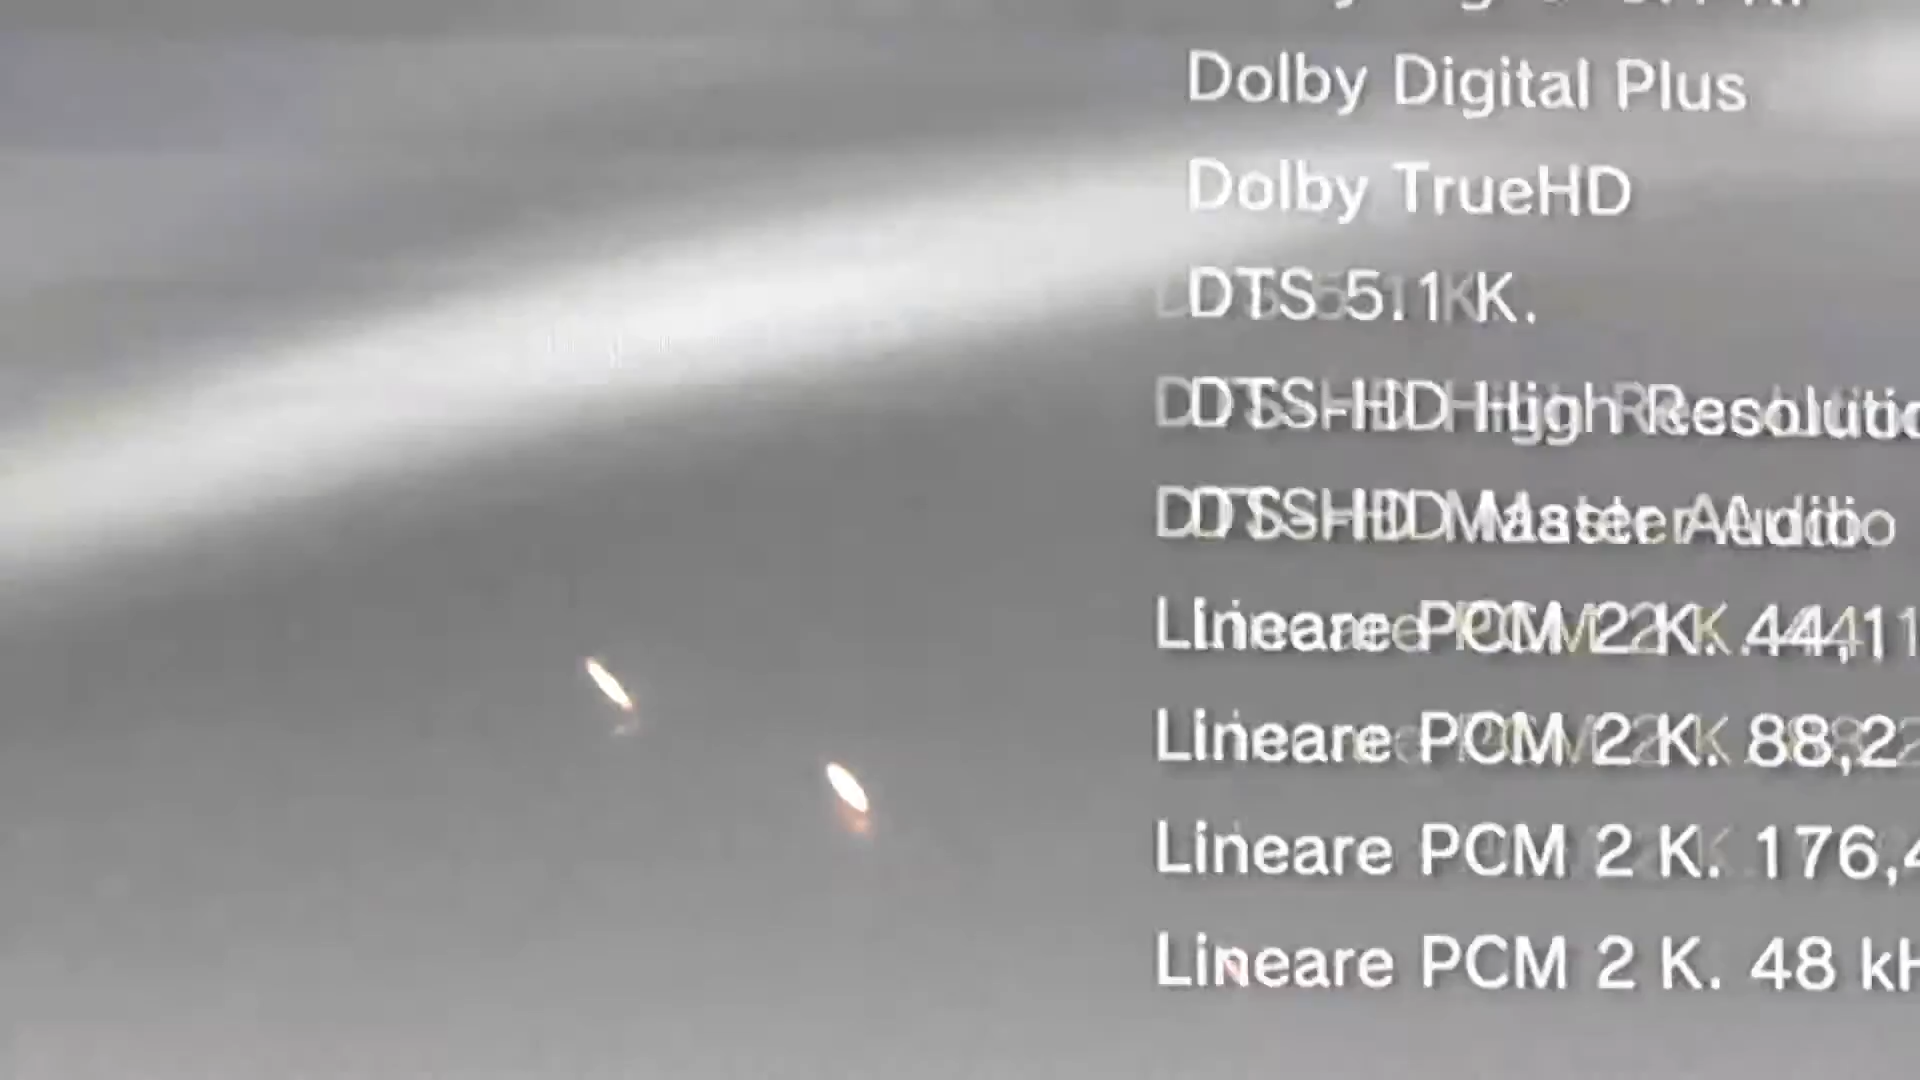 Dolby Digital Plus
Dolby TrueHD
DTS 5.1 K.
DTS-HD High Resolutio
DTS-HD Master Audio
Lineare PCM 2 K. 44,1
Lineare PCM 2 K. 88,2
Lineare PCM 2 K. 176,4
Lineare PCM 2 K. 48 kH